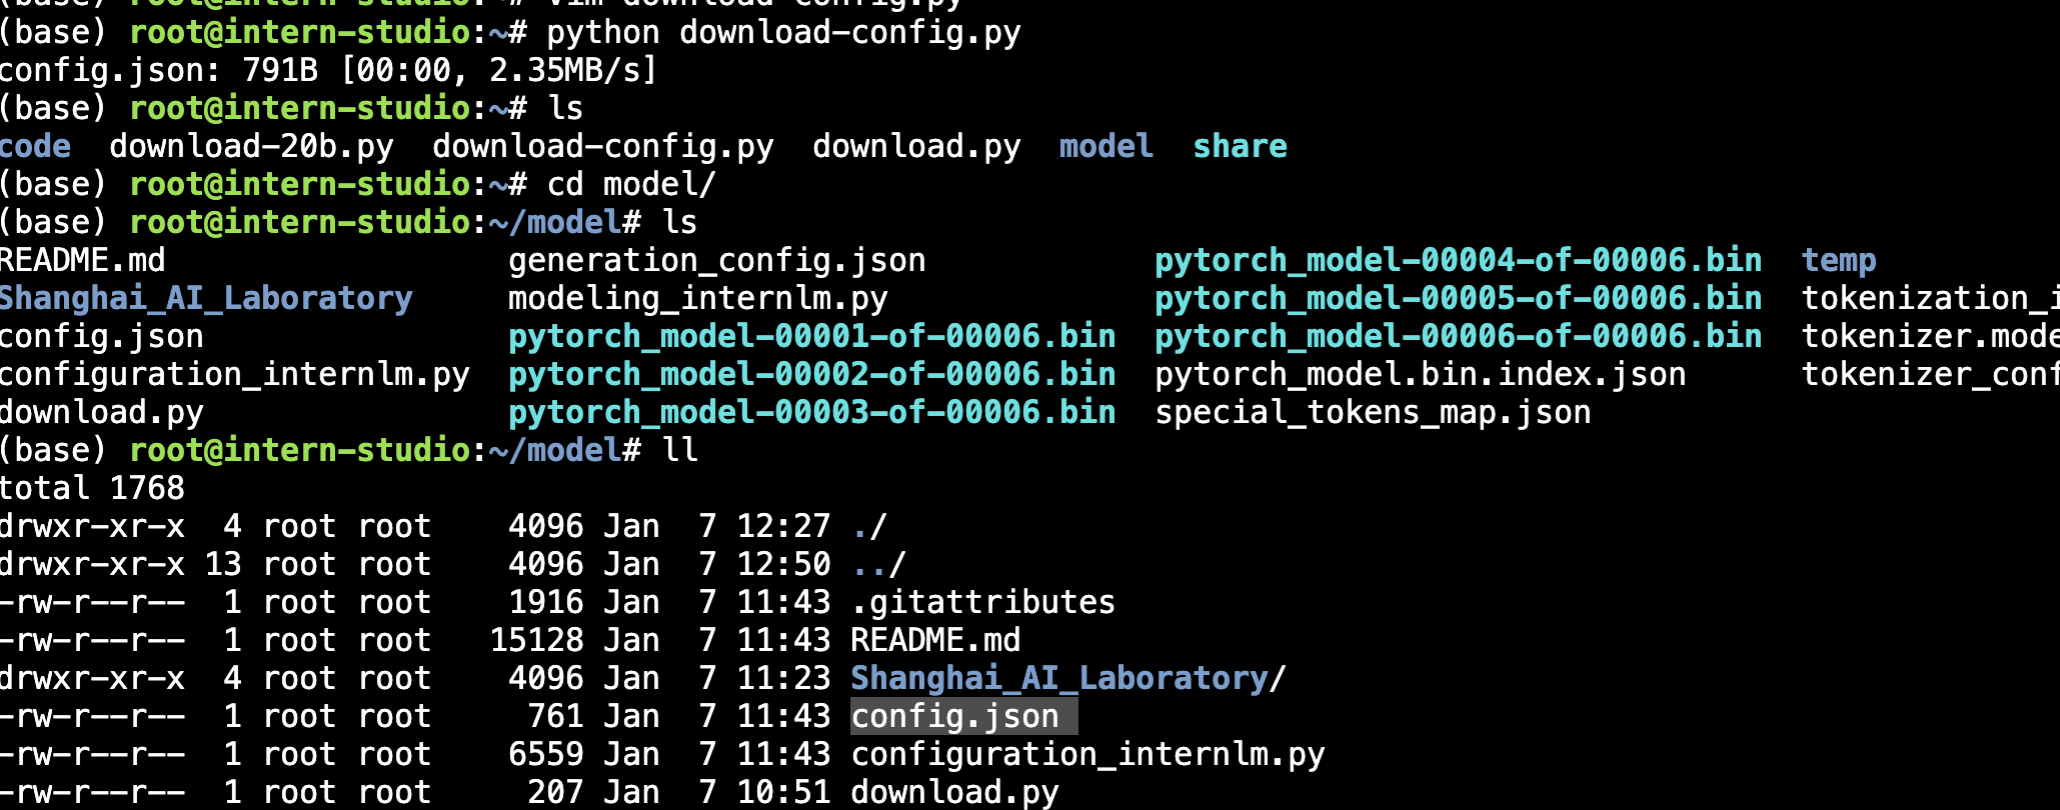 (base) root@intern-studio:~# vim download-config.py
(base) root@intern-studio:~# python download-config.py
config.json: 791B [00:00, 2.35MB/s]
(base) root@intern-studio:~# ls
code  download-20b.py  download-config.py  download.py  model  share
(base) root@intern-studio:~# cd model/
(base) root@intern-studio:~/model# ls
README.md  generation_config.json  pytorch_model-00004-of-00006.bin  temp
Shanghai_AI_Laboratory  modeling_internlm.py  pytorch_model-00005-of-00006.bin  tokenization_i
config.json  pytorch_model-00001-of-00006.bin  pytorch_model-00006-of-00006.bin  tokenizer.mode
configuration_internlm.py  pytorch_model-00002-of-00006.bin  pytorch_model.bin.index.json  tokenizer_conf
download.py  pytorch_model-00003-of-00006.bin  special_tokens_map.json
(base) root@intern-studio:~/model# ll
total 1768
drwxr-xr-x  4 root root    4096 Jan  7 12:27 ./
drwxr-xr-x 13 root root    4096 Jan  7 12:50 ../
-rw-r--r--  1 root root    1916 Jan  7 11:43 .gitattributes
-rw-r--r--  1 root root   15128 Jan  7 11:43 README.md
drwxr-xr-x  4 root root    4096 Jan  7 11:23 Shanghai_AI_Laboratory/
-rw-r--r--  1 root root     761 Jan  7 11:43 config.json
-rw-r--r--  1 root root    6559 Jan  7 11:43 configuration_internlm.py
-rw-r--r--  1 root root     207 Jan  7 10:51 download.py